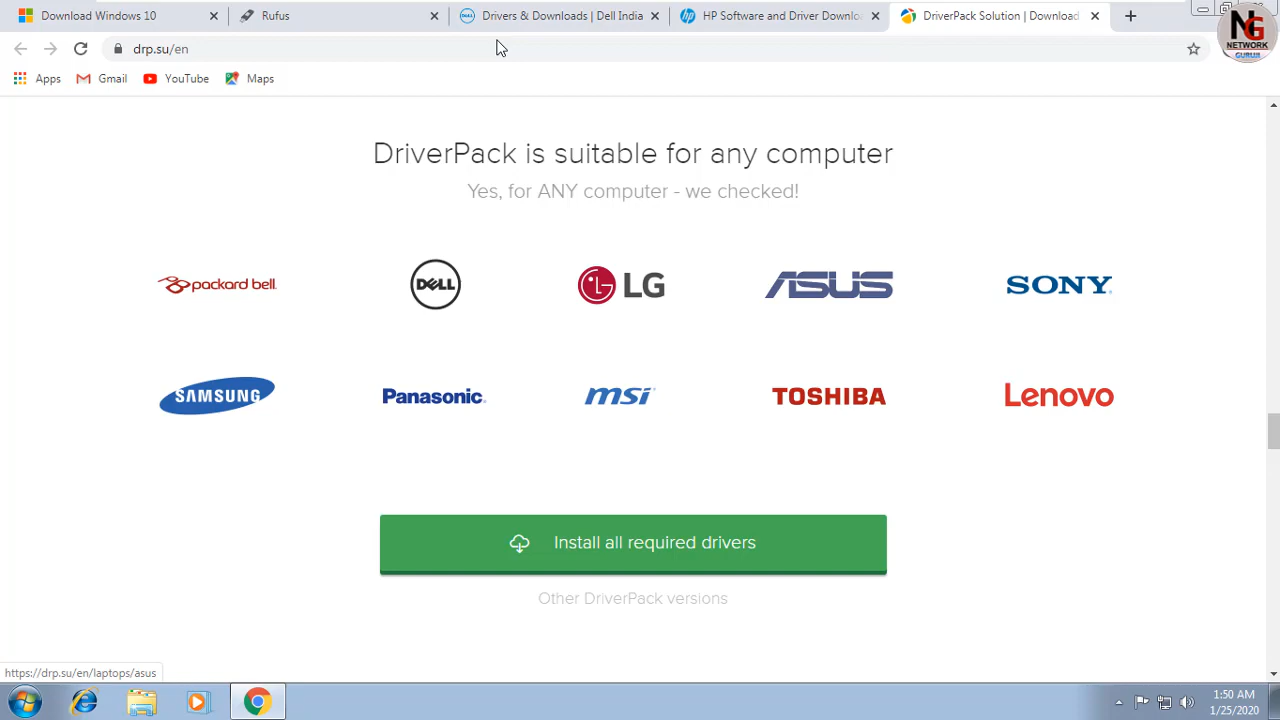 Download Windows 10
Rufus
Drivers & Downloads | Dell India
HP Software and Driver Downlo
DriverPack Solution | Download
NG
NETWORK
GURUJI
drp.su/en
Apps
Gmail
YouTube
Maps
DriverPack is suitable for any computer
Yes, for ANY computer - we checked!
packard bell
DELL
LG
ASUS
SONY
SAMSUNG
Panasonic
msi
TOSHIBA
Lenovo
Install all required drivers
Other DriverPack versions
https://drp.su/en/laptops/asus
1:50 AM
1/25/2020